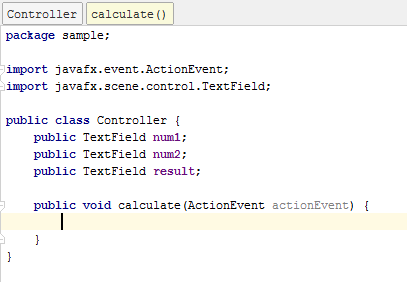 Controller calculate()
package sample;
import javafx.event.ActionEvent;
import javafx.scene.control.TextField;
public class Controller {
    public TextField num1;
    public TextField num2;
    public TextField result;
    public void calculate(ActionEvent actionEvent) {
    }
}